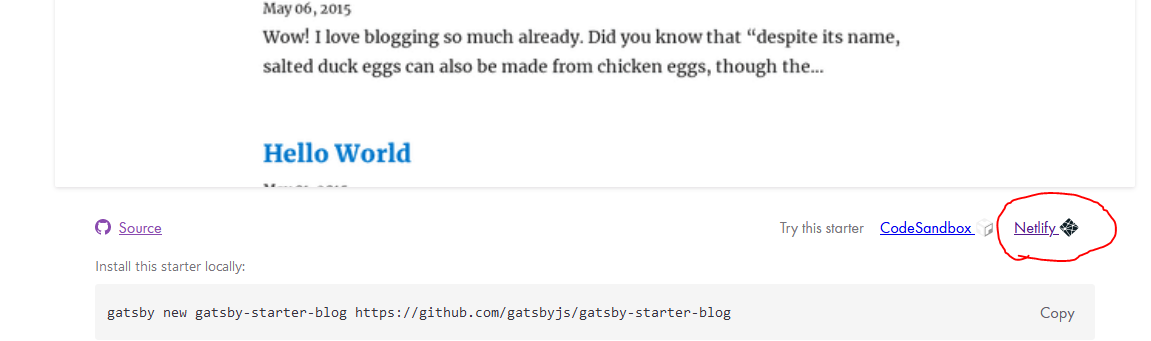 May 06, 2015
Wow! I love blogging so much already. Did you know that “despite its name,
salted duck eggs can also be made from chicken eggs, though the...
Hello World
Source
Try this starter CodeSandbox Netlify
Install this starter locally:
gatsby new gatsby-starter-blog https://github.com/gatsbyjs/gatsby-starter-blog
Copy